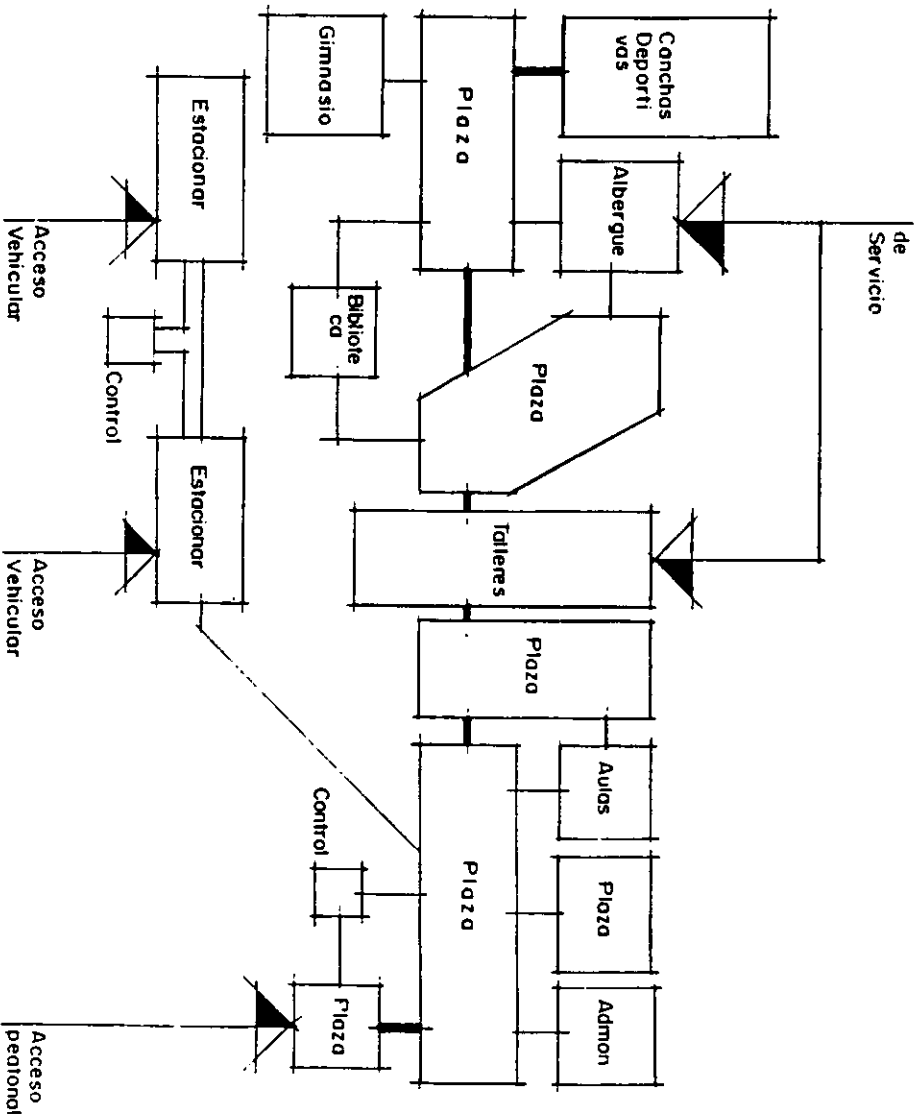 de
Servicio
Canchas
Deporti
vas
Albergue
Aulas
Plaza
Admon
Plaza
Plaza
Talleres
Plaza
Plaza
Gimnasio
Bibliote
ca
Control
Plaza
Estacionar
Estacionar
Control
Acceso
Vehicular
Acceso
Vehicular
Acceso
peatonal